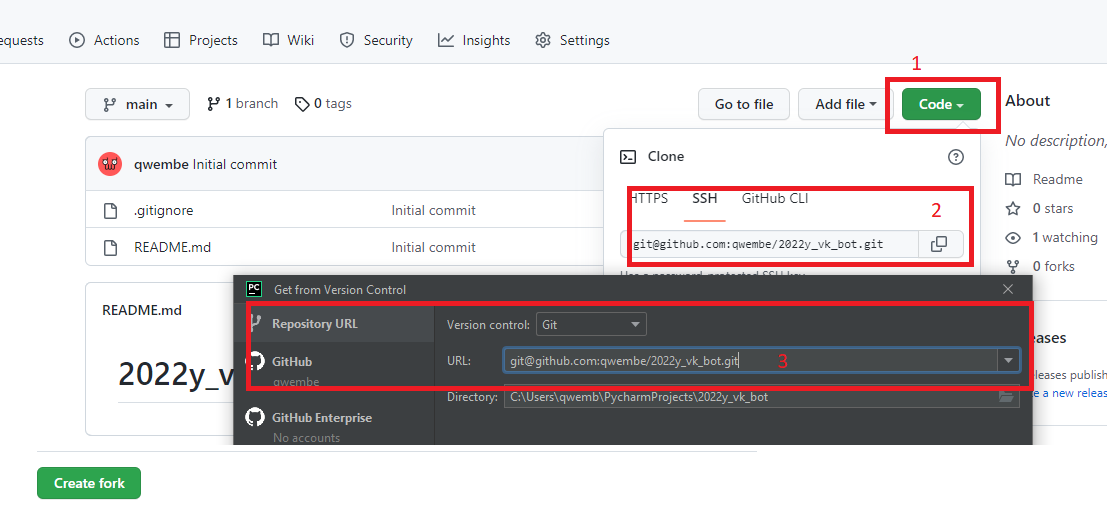 equests Actions Projects Wiki Security Insights Settings
1
main 1 branch 0 tags Go to file Add file Code About
No description,
qwembe Initial commit
Clone
Readme
.gitignore Initial commit
HTTPS SSH GitHub CLI 2
0 stars
README.md Initial commit
git@github.com:qwembe/2022y_vk_bot.git
1 watching
0 forks
Use a password-protected SSH key.
PC Get from Version Control
README.md
Repository URL
Version control: Git
eases
GitHub
qwembe
URL: git@github.com:qwembe/2022y_vk_bot.git 3
2022y_v
eleases publish
e a new releas
Directory: C:\Users\qwemb\PycharmProjects\2022y_vk_bot
GitHub Enterprise
No accounts
Create fork